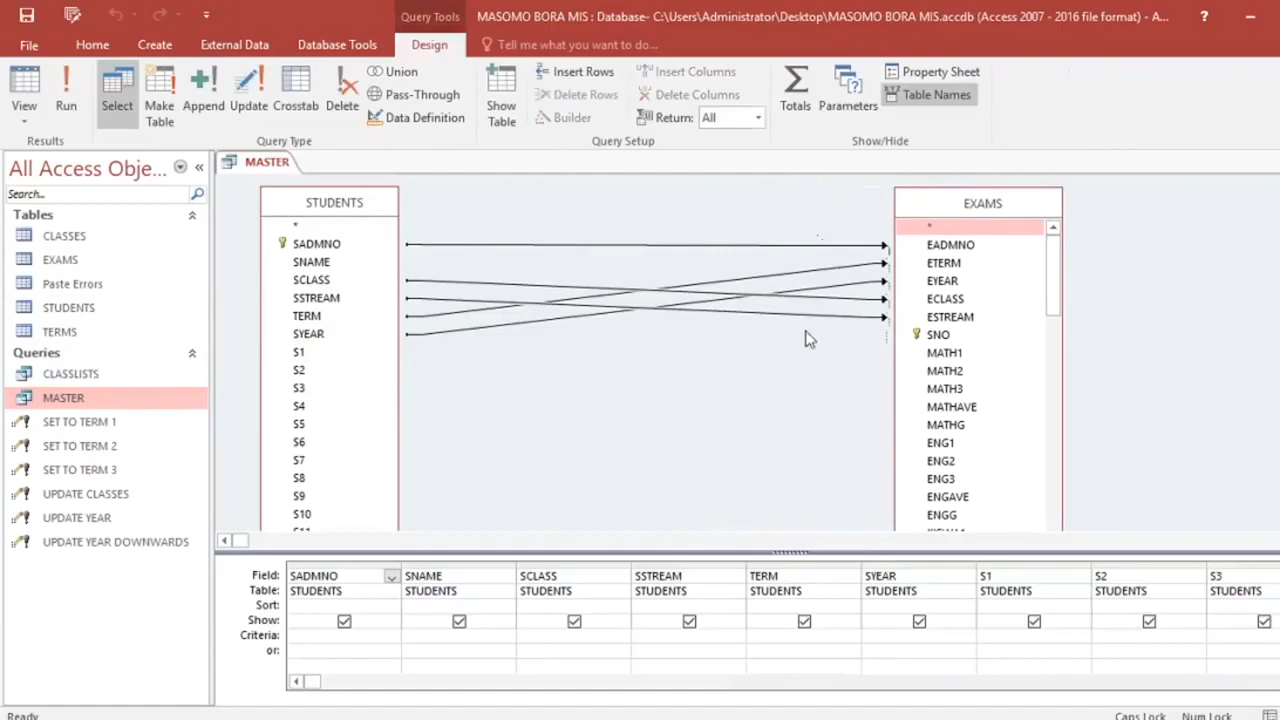 Query Tools
MASOMO BORA MIS : Database- C:\Users\Administrator\Desktop\MASOMO BORA MIS.accdb (Access 2007 - 2016 file format) - A...
?
File
Home
Create
External Data
Database Tools
Design
Tell me what you want to do...
View
Run
Select
Make Table
Append
Update
Crosstab
Delete
Union
Pass-Through
Data Definition
Show Table
Insert Rows
Delete Rows
Builder
Insert Columns
Delete Columns
Return: All
Totals
Parameters
Property Sheet
Table Names
Results
Query Type
Query Setup
Show/Hide
All Access Obje...
Search...
Tables
CLASSES
EXAMS
Paste Errors
STUDENTS
TERMS
Queries
CLASSLISTS
MASTER
SET TO TERM 1
SET TO TERM 2
SET TO TERM 3
UPDATE CLASSES
UPDATE YEAR
UPDATE YEAR DOWNWARDS
MASTER
STUDENTS
*
SADMNO
SNAME
SCLASS
SSTREAM
TERM
SYEAR
S1
S2
S3
S4
S5
S6
S7
S8
S9
S10
S11
EXAMS
*
EADMNO
ETERM
EYEAR
ECLASS
ESTREAM
SNO
MATH1
MATH2
MATH3
MATHAVE
MATHG
ENG1
ENG2
ENG3
ENGAVE
ENGG
Field: SADMNO SNAME SCLASS SSTREAM TERM SYEAR S1 S2 S3
Table: STUDENTS STUDENTS STUDENTS STUDENTS STUDENTS STUDENTS STUDENTS STUDENTS STUDENTS
Sort:
Show:
Criteria:
or:
Ready
Caps Lock
Num Lock